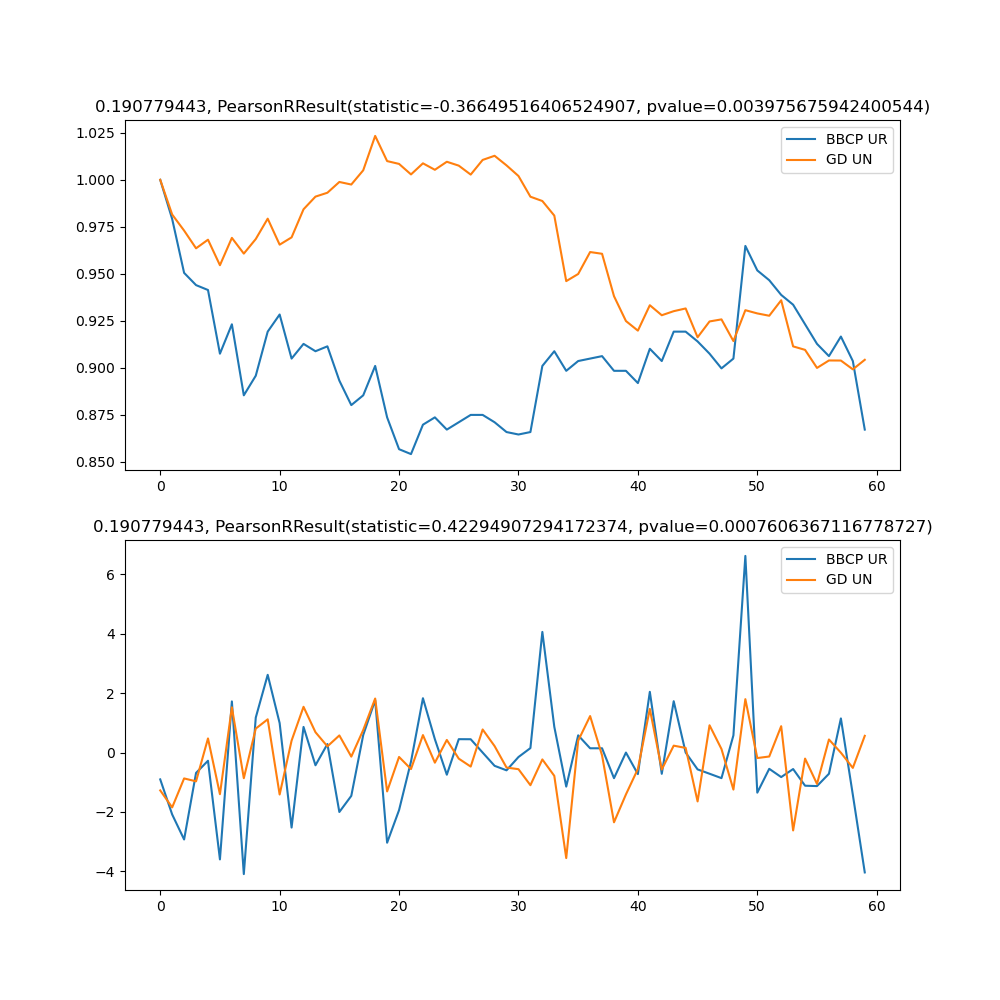 0.190779443, PearsonRResult(statistic=-0.36649516406524907, pvalue=0.003975675942400544)
BBCP UR
GD UN
1.025
1.000
0.975
0.950
0.925
0.900
0.875
0.850
0 10 20 30 40 50 60
0.190779443, PearsonRResult(statistic=0.42294907294172374, pvalue=0.0007606367116778727)
BBCP UR
GD UN
6
4
2
0
−2
−4
0 10 20 30 40 50 60